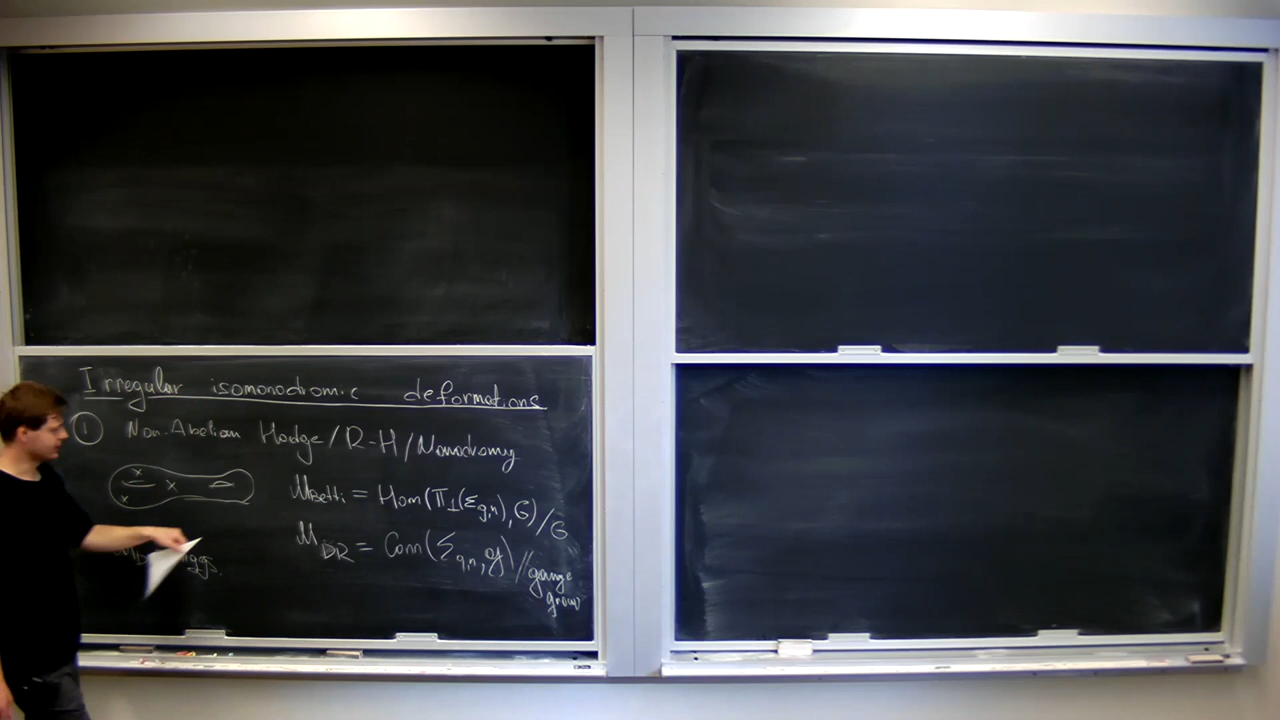 Irregular isomonodromic deformations
① Non-Abelian Hodge/R-H/Monodromy
x x x
M_Betti = Hom(π_1(Σ_{g,n}), G)/G
M_DR = Conn(Σ_{g,n}, 𝔤)//gauge group